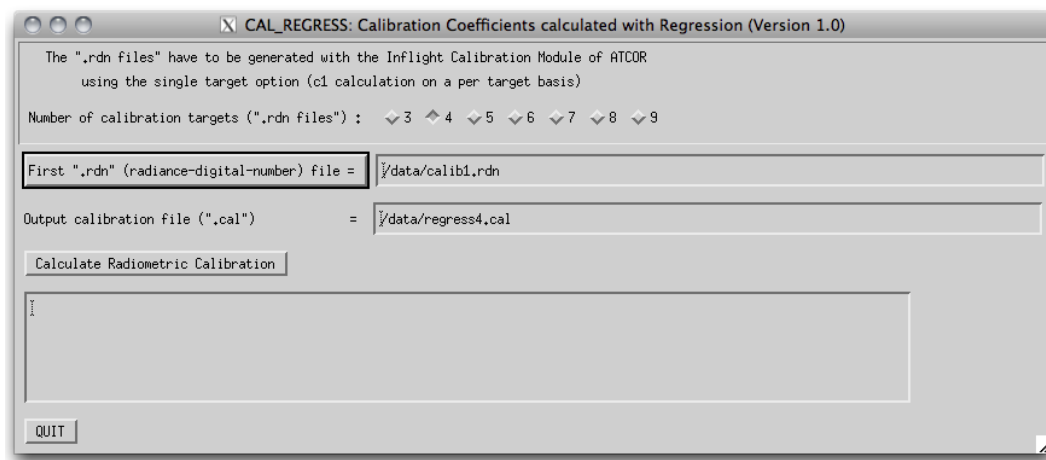 CAL_REGRESS: Calibration Coefficients calculated with Regression (Version 1.0)
The ".rdn files" have to be generated with the Inflight Calibration Module of ATCOR
using the single target option (c1 calculation on a per target basis)
Number of calibration targets (".rdn files") : 3 4 5 6 7 8 9
First ".rdn" (radiance-digital-number) file = /data/calib1.rdn
Output calibration file (".cal") = /data/regress4.cal
Calculate Radiometric Calibration
QUIT